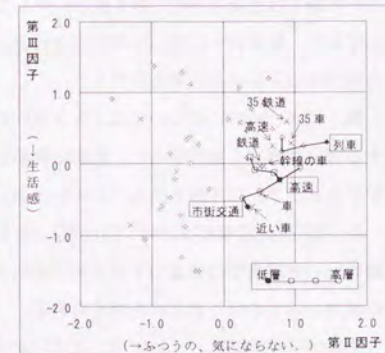 2.0
第Ⅲ因子
1.0
35 鉄道
高速
35 車
列車
鉄道
幹線の車
0.0
(→生活感)
高速
市街交通
車
近い車
-1.0
低層 高層
-2.0
-2.0 -1.0 0.0 1.0 2.0
(→ふつうの、気にならない.) 第Ⅱ因子